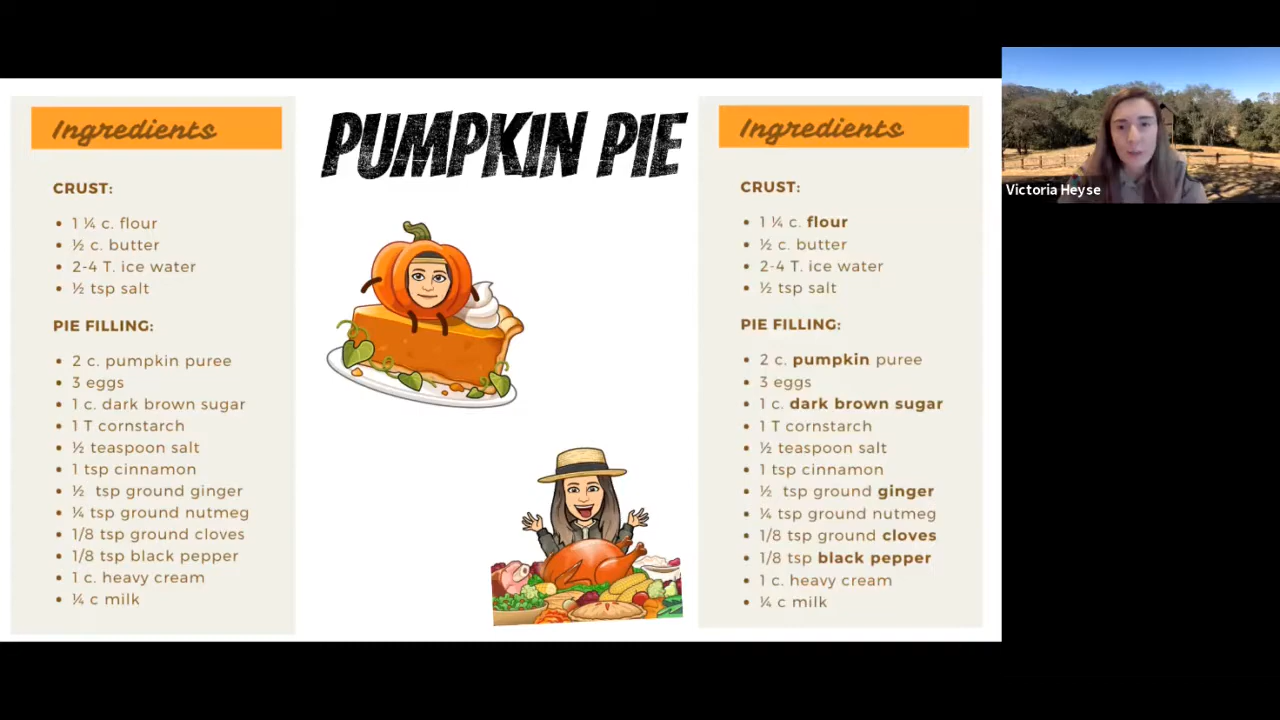 Ingredients
CRUST:
• 1 ¼ c. flour
• ½ c. butter
• 2-4 T. ice water
• ½ tsp salt
PIE FILLING:
• 2 c. pumpkin puree
• 3 eggs
• 1 c. dark brown sugar
• 1 T cornstarch
• ½ teaspoon salt
• 1 tsp cinnamon
• ½ tsp ground ginger
• ¼ tsp ground nutmeg
• 1/8 tsp ground cloves
• 1/8 tsp black pepper
• 1 c. heavy cream
• ¼ c milk
PUMPKIN PIE
Ingredients
CRUST:
• 1 ¼ c. flour
• ½ c. butter
• 2-4 T. ice water
• ½ tsp salt
PIE FILLING:
• 2 c. pumpkin puree
• 3 eggs
• 1 c. dark brown sugar
• 1 T cornstarch
• ½ teaspoon salt
• 1 tsp cinnamon
• ½ tsp ground ginger
• ¼ tsp ground nutmeg
• 1/8 tsp ground cloves
• 1/8 tsp black pepper
• 1 c. heavy cream
• ¼ c milk
Victoria Heyse